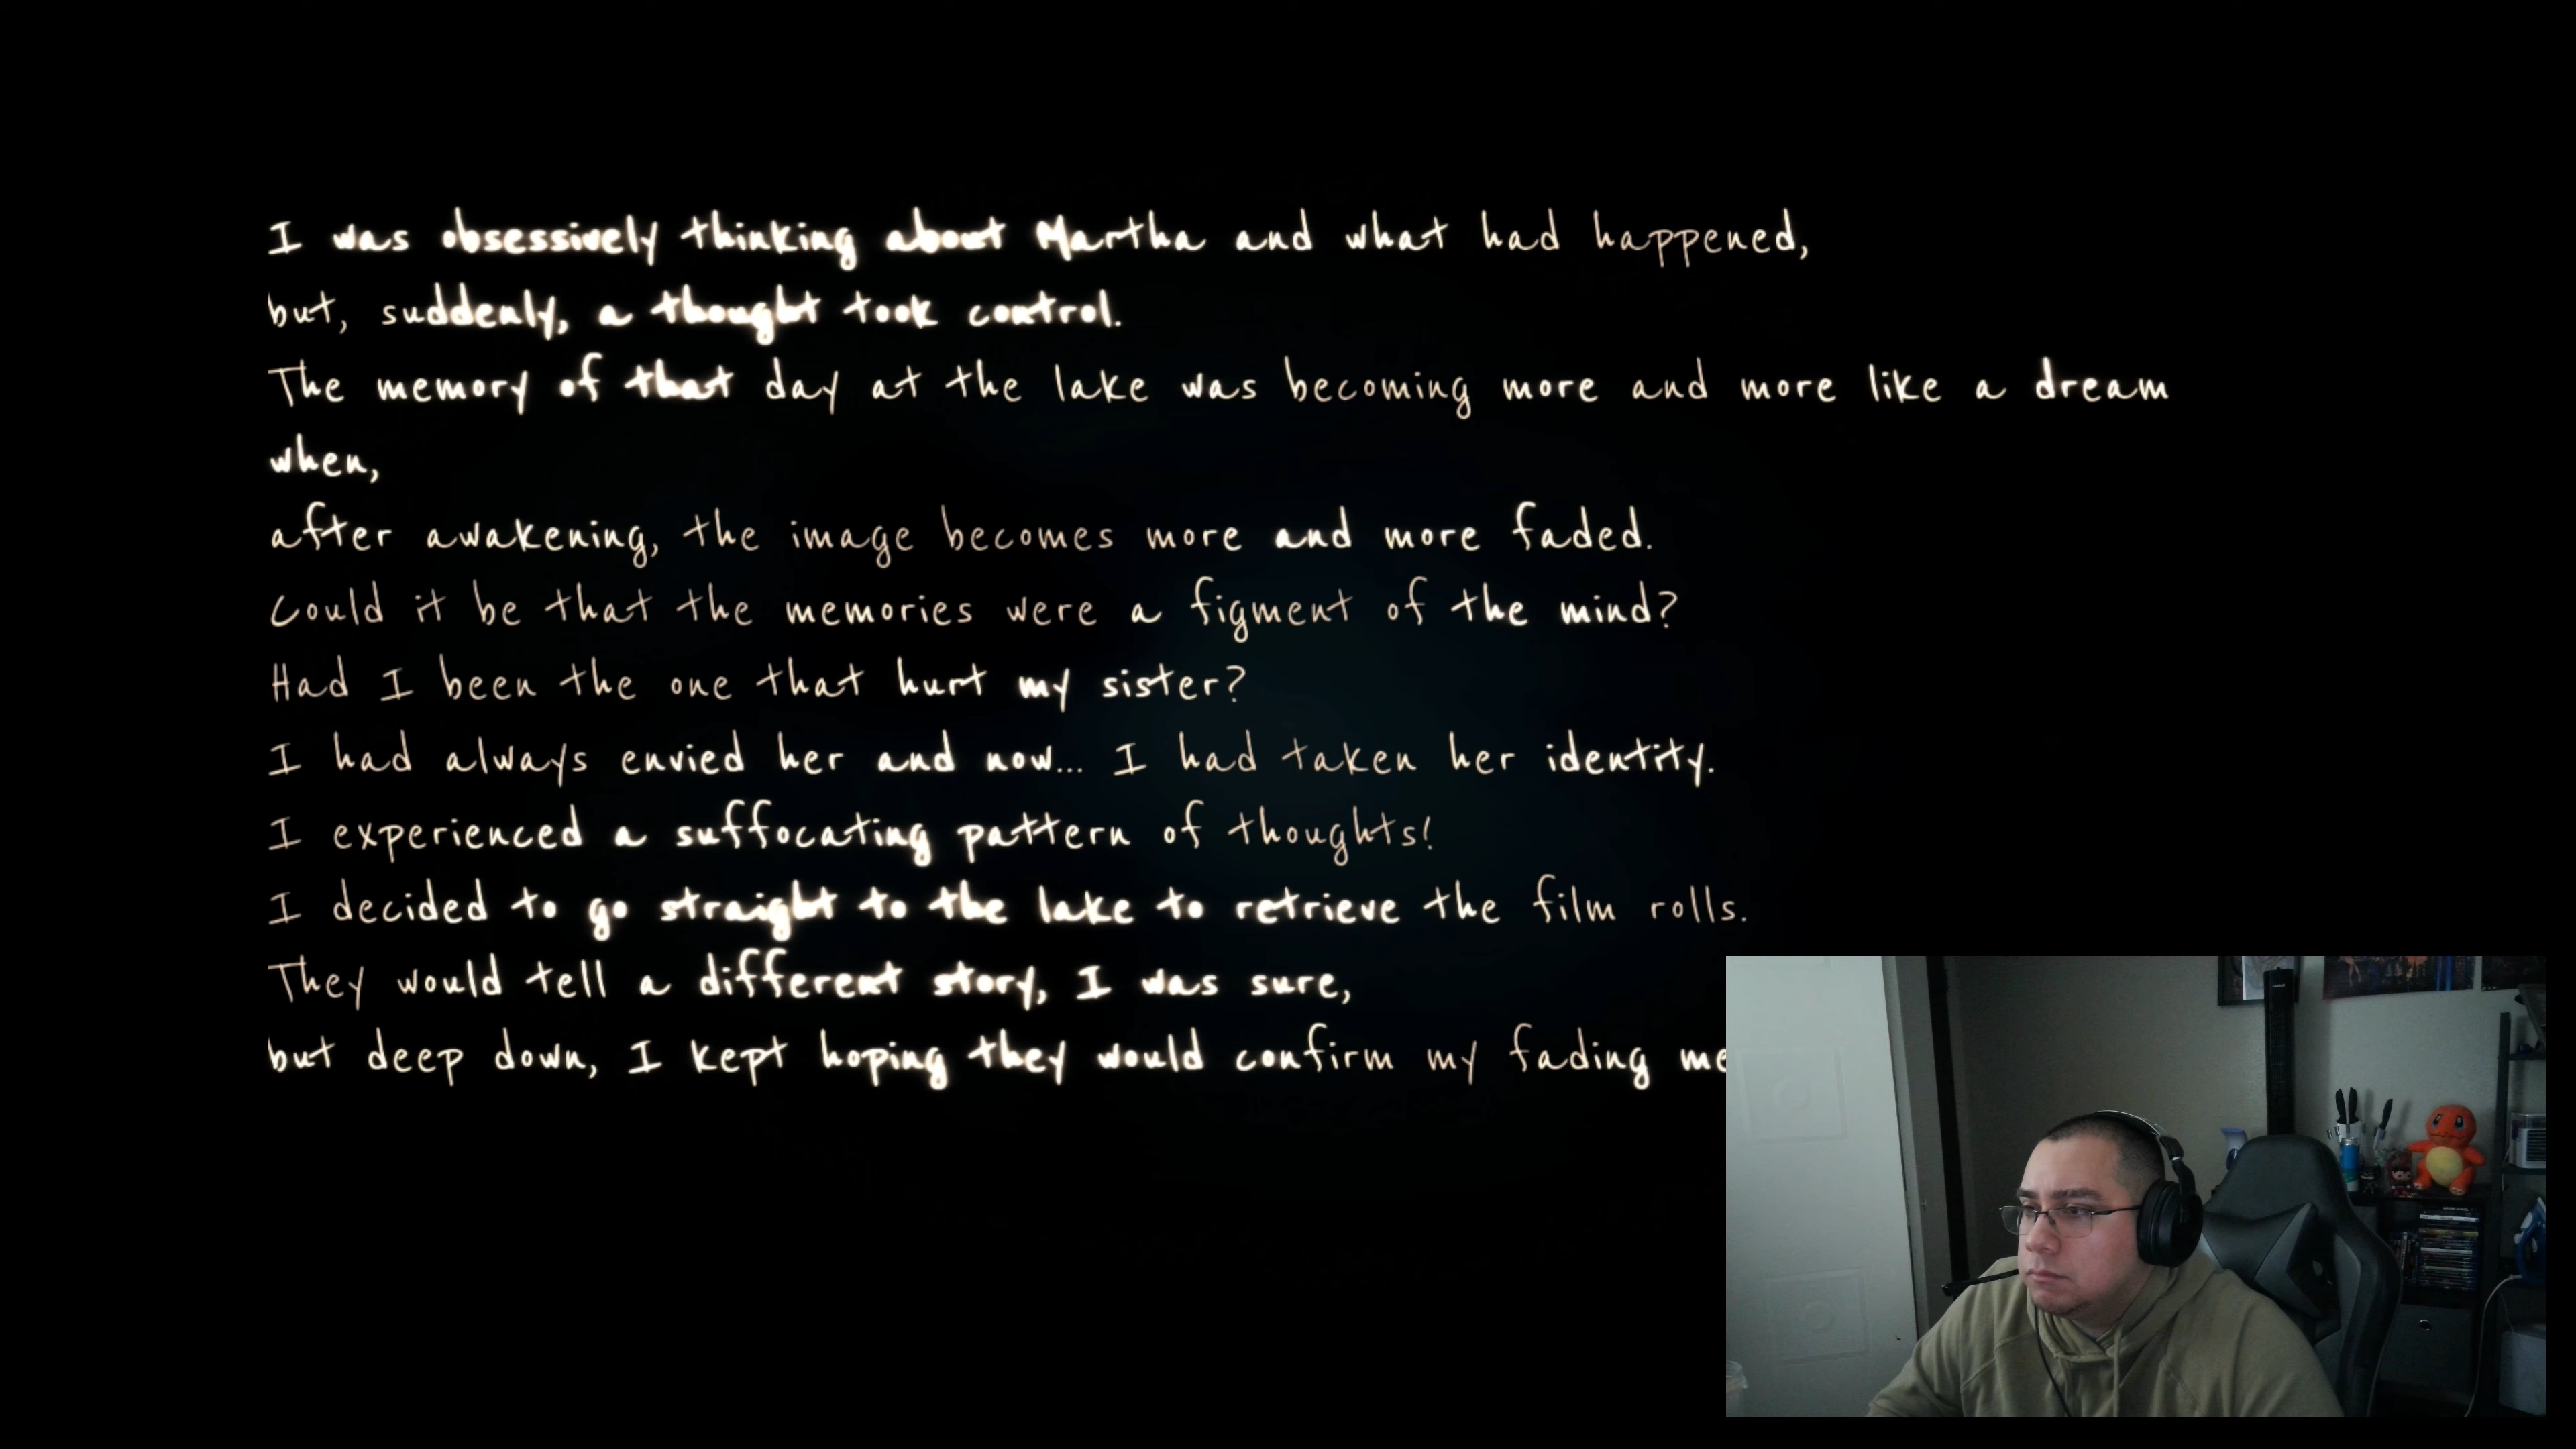 I was obsessively thinking about Martha and what had happened,
but, suddenly, a thought took control.
The memory of that day at the lake was becoming more and more like a dream
when,
after awakening, the image becomes more and more faded.
Could it be that the memories were a figment of the mind?
Had I been the one that hurt my sister?
I had always envied her and now... I had taken her identity.
I experienced a suffocating pattern of thoughts!
I decided to go straight to the lake to retrieve the film rolls.
They would tell a different story, I was sure,
but deep down, I kept hoping they would confirm my fading me